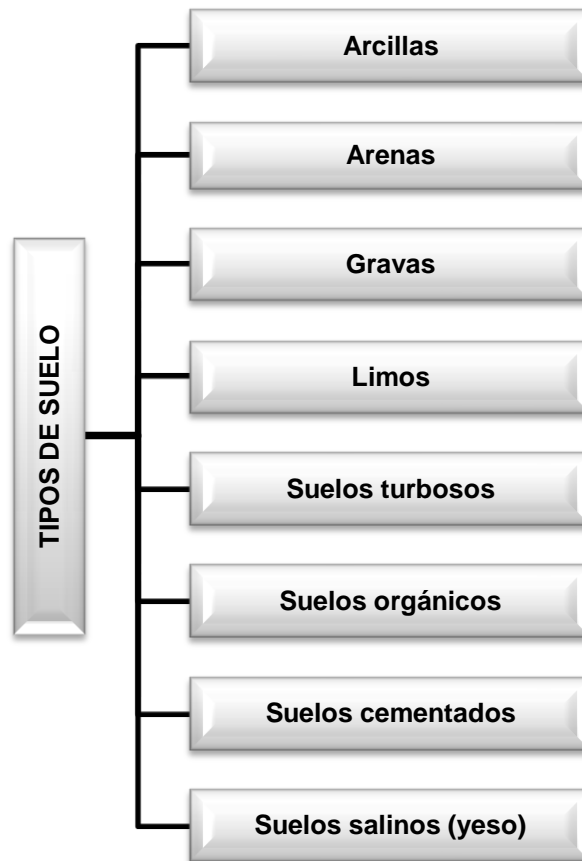 TIPOS DE SUELO
Arcillas
Arenas
Gravas
Limos
Suelos turbosos
Suelos orgánicos
Suelos cementados
Suelos salinos (yeso)